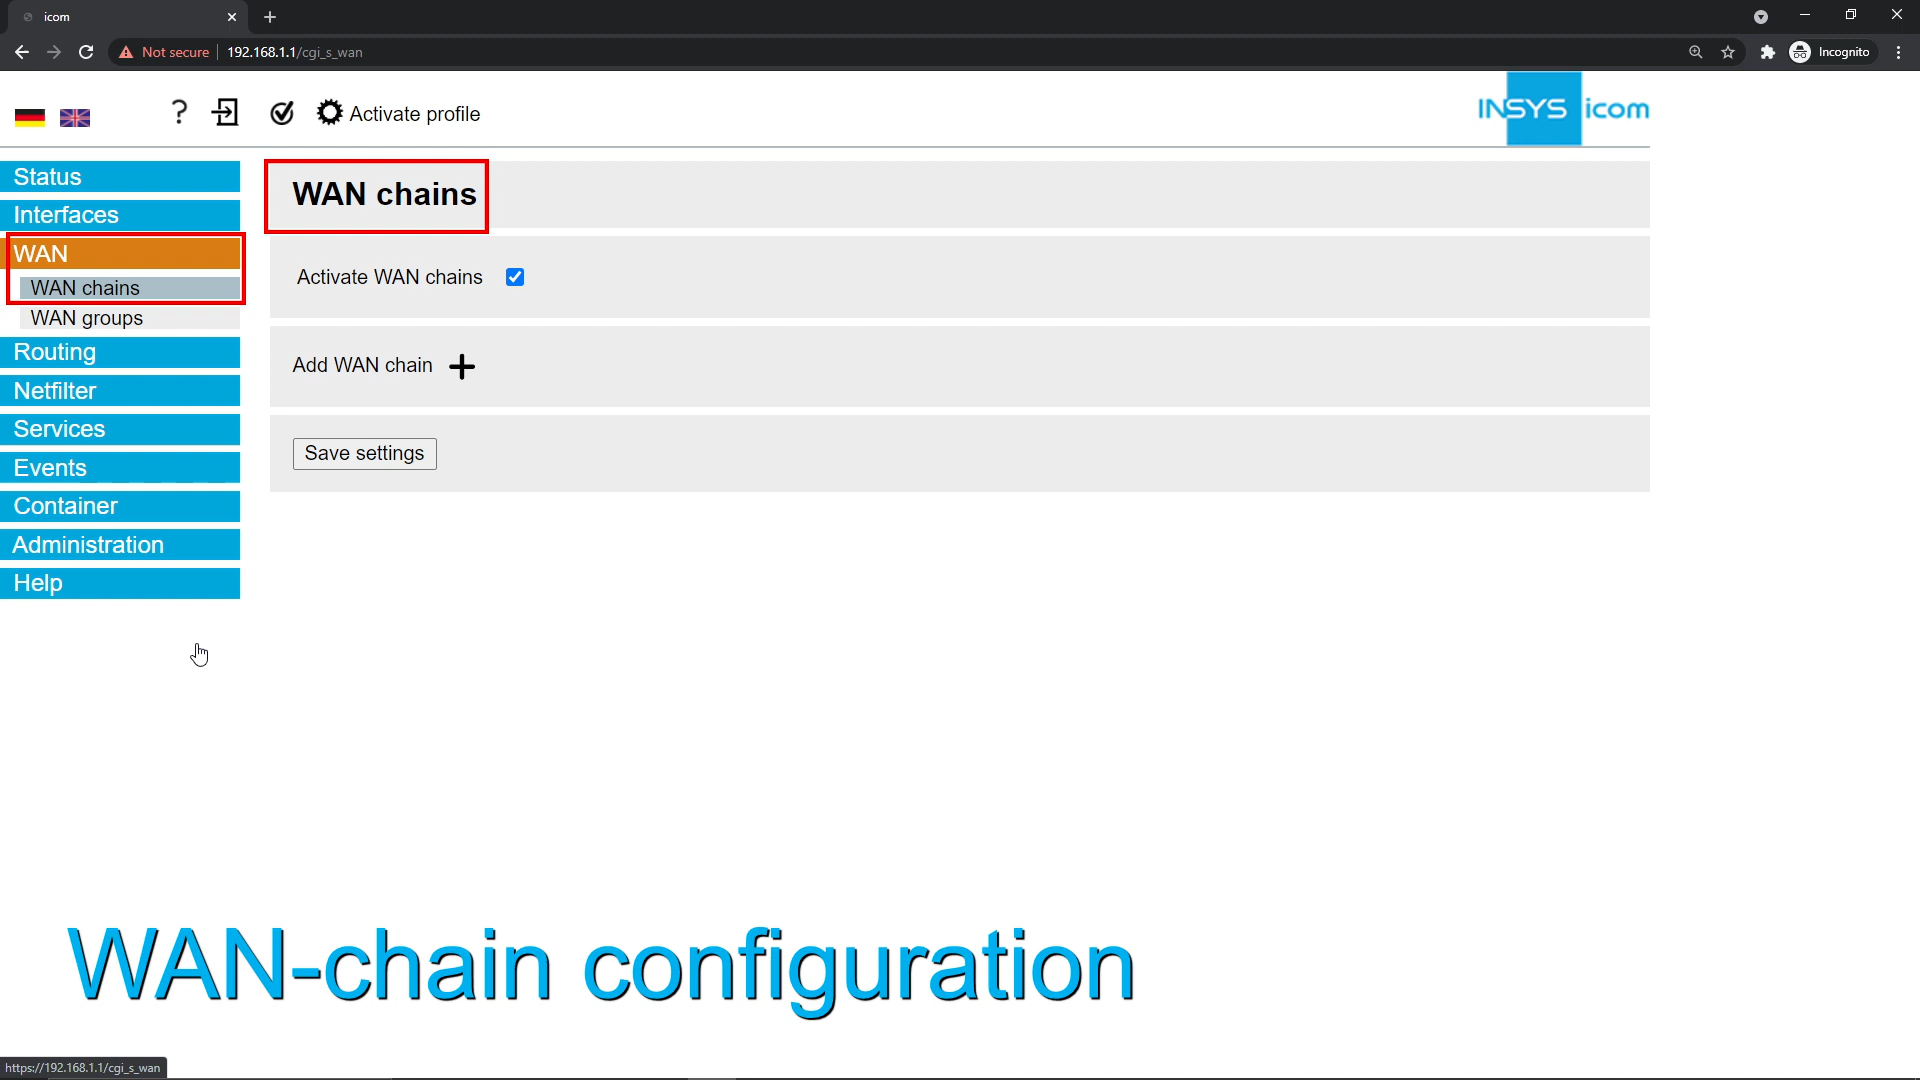 icom
Not secure 192.168.1.1/cgi_s_wan
Incognito
? Activate profile
INSYS icom
Status
Interfaces
WAN
WAN chains
WAN groups
Routing
Netfilter
Services
Events
Container
Administration
Help
WAN chains
Activate WAN chains
Add WAN chain
Save settings
WAN-chain configuration
https://192.168.1.1/cgi_s_wan